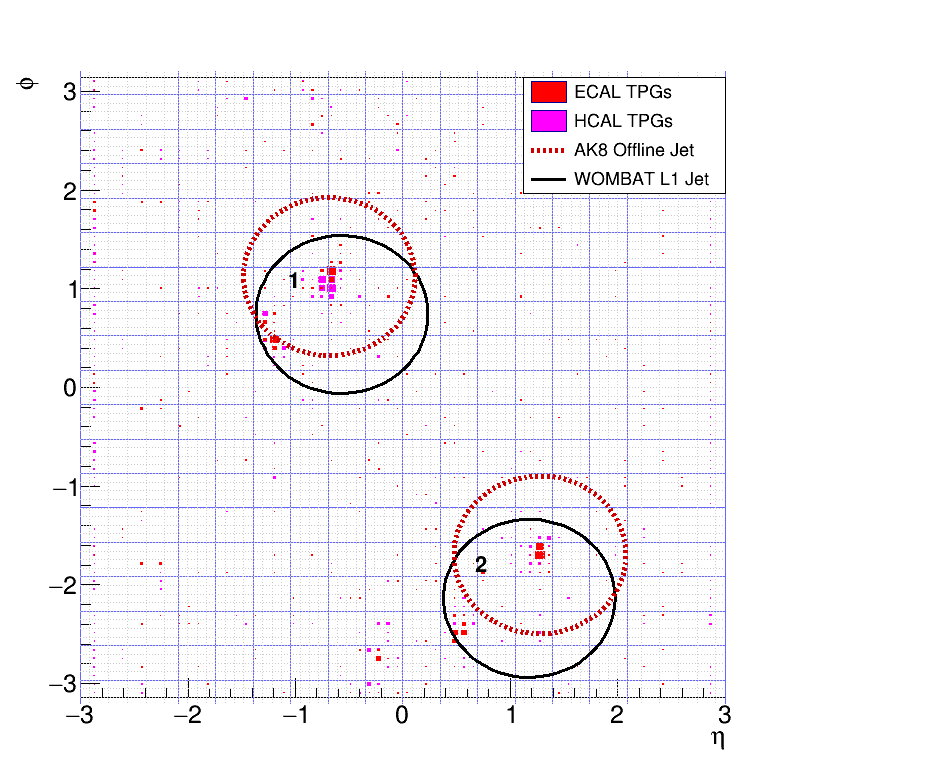 φ
3
2
1
0
−1
−2
−3
ECAL TPGs
HCAL TPGs
AK8 Offline Jet
WOMBAT L1 Jet
1
2
−3 −2 −1 0 1 2 3
η